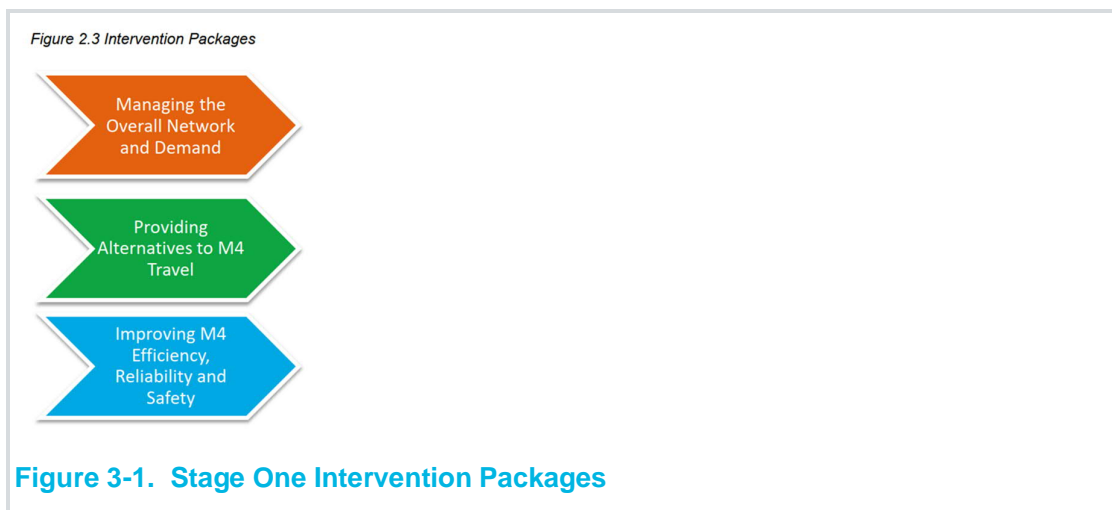 Figure 2.3 Intervention Packages
Managing the
Overall Network
and Demand
Providing
Alternatives to M4
Travel
Improving M4
Efficiency,
Reliability and
Safety
Figure 3-1. Stage One Intervention Packages